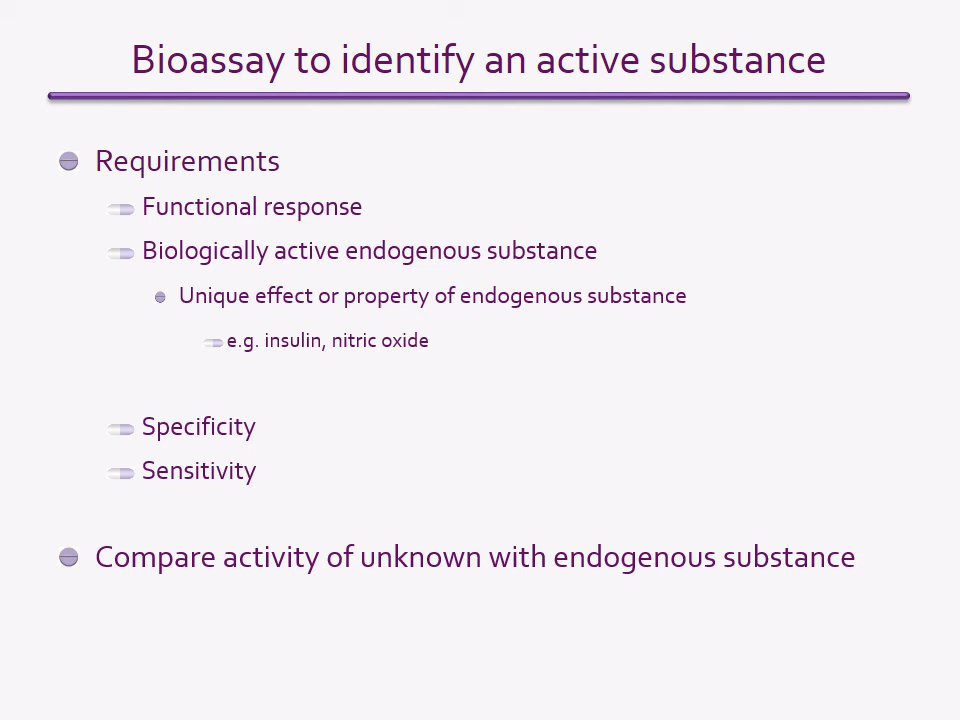 Bioassay to identify an active substance
Requirements
Functional response
Biologically active endogenous substance
Unique effect or property of endogenous substance
e.g. insulin, nitric oxide
Specificity
Sensitivity
Compare activity of unknown with endogenous substance